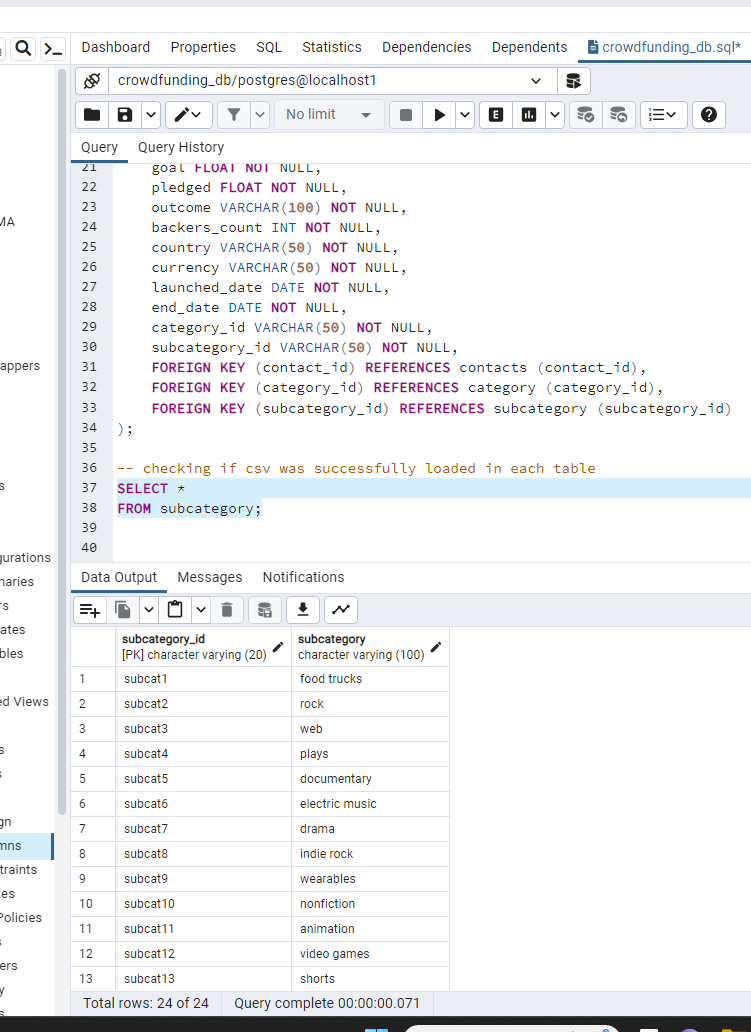 Dashboard Properties SQL Statistics Dependencies Dependents crowdfunding_db.sql*
crowdfunding_db/postgres@localhost1
No limit
E
Query Query History
21 goal FLOAT NOT NULL,
22 pledged FLOAT NOT NULL,
23 outcome VARCHAR(100) NOT NULL,
24 backers_count INT NOT NULL,
25 country VARCHAR(50) NOT NULL,
26 currency VARCHAR(50) NOT NULL,
27 launched_date DATE NOT NULL,
28 end_date DATE NOT NULL,
29 category_id VARCHAR(50) NOT NULL,
30 subcategory_id VARCHAR(50) NOT NULL,
31 FOREIGN KEY (contact_id) REFERENCES contacts (contact_id),
32 FOREIGN KEY (category_id) REFERENCES category (category_id),
33 FOREIGN KEY (subcategory_id) REFERENCES subcategory (subcategory_id)
34 );
35
36 -- checking if csv was successfully loaded in each table
37 SELECT *
38 FROM subcategory;
39
40
MA
appers
s
gurations
naries
rs
ates
bles
ed Views
s
s
gn
mns
traints
es
Policies
s
ers
y
s
Data Output Messages Notifications
subcategory_id subcategory
[PK] character varying (20) character varying (100)
1 subcat1 food trucks
2 subcat2 rock
3 subcat3 web
4 subcat4 plays
5 subcat5 documentary
6 subcat6 electric music
7 subcat7 drama
8 subcat8 indie rock
9 subcat9 wearables
10 subcat10 nonfiction
11 subcat11 animation
12 subcat12 video games
13 subcat13 shorts
Total rows: 24 of 24 Query complete 00:00:00.071